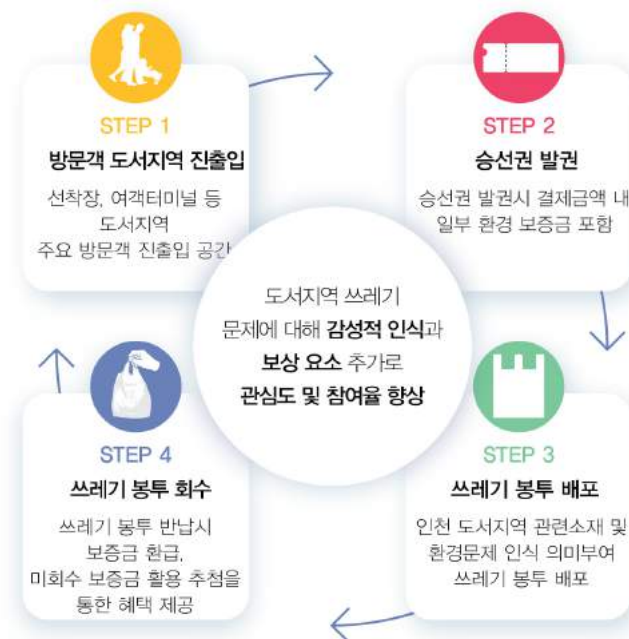 STEP 1
방문객 도서지역 진출입
선착장, 여객터미널 등
도서지역
주요 방문객 진출입 공간
STEP 2
승선권 발권
승선권 발권시 결제금액 내
일부 환경 보증금 포함
도서지역 쓰레기
문제에 대해 감성적 인식과
보상 요소 추가로
관심도 및 참여율 향상
STEP 3
쓰레기 봉투 배포
인천 도서지역 관련소재 및
환경문제 인식 의미부여
쓰레기 봉투 배포
STEP 4
쓰레기 봉투 회수
쓰레기 봉투 반납시
보증금 환급,
미회수 보증금 활용 추첨을
통한 혜택 제공